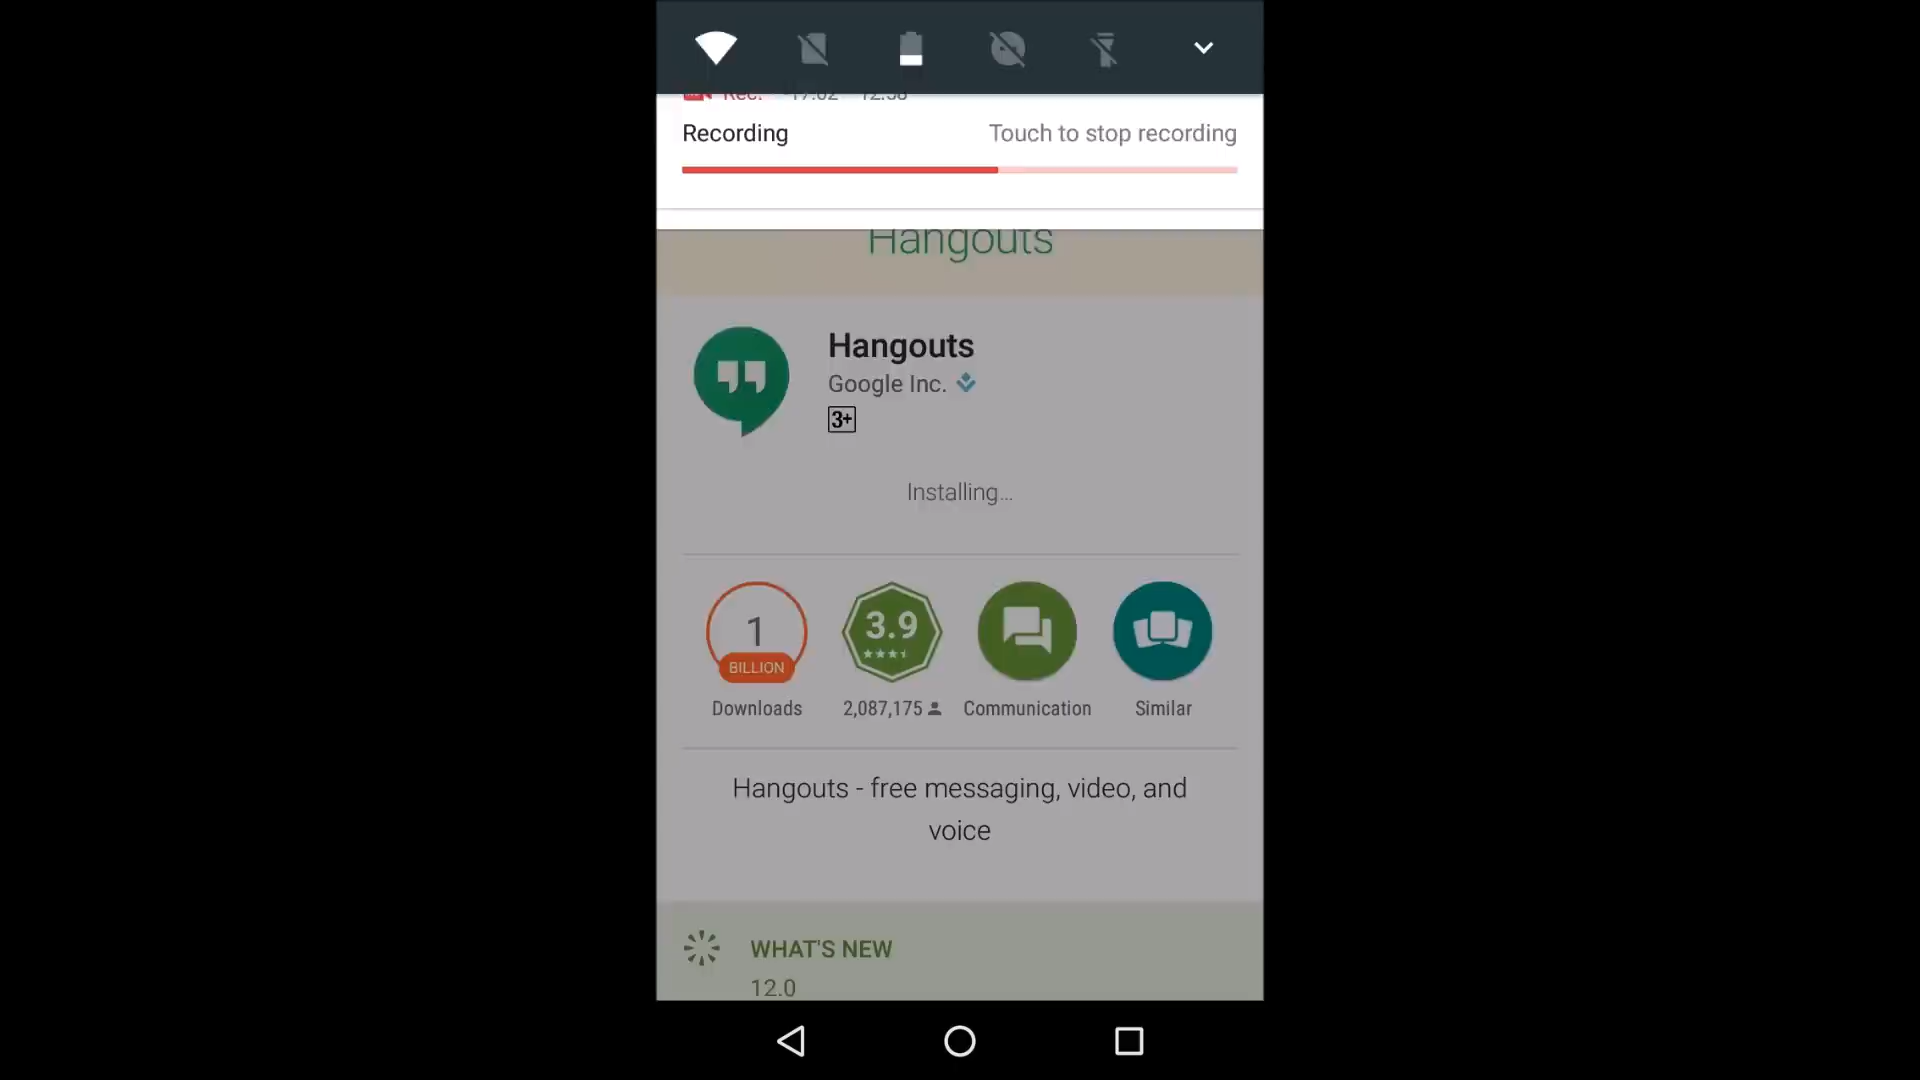 Recording Touch to stop recording
Hangouts
Hangouts
Google Inc.
3+
Installing...
1
BILLION
3.9
Downloads 2,087,175 Communication Similar
Hangouts - free messaging, video, and
voice
WHAT'S NEW
12.0